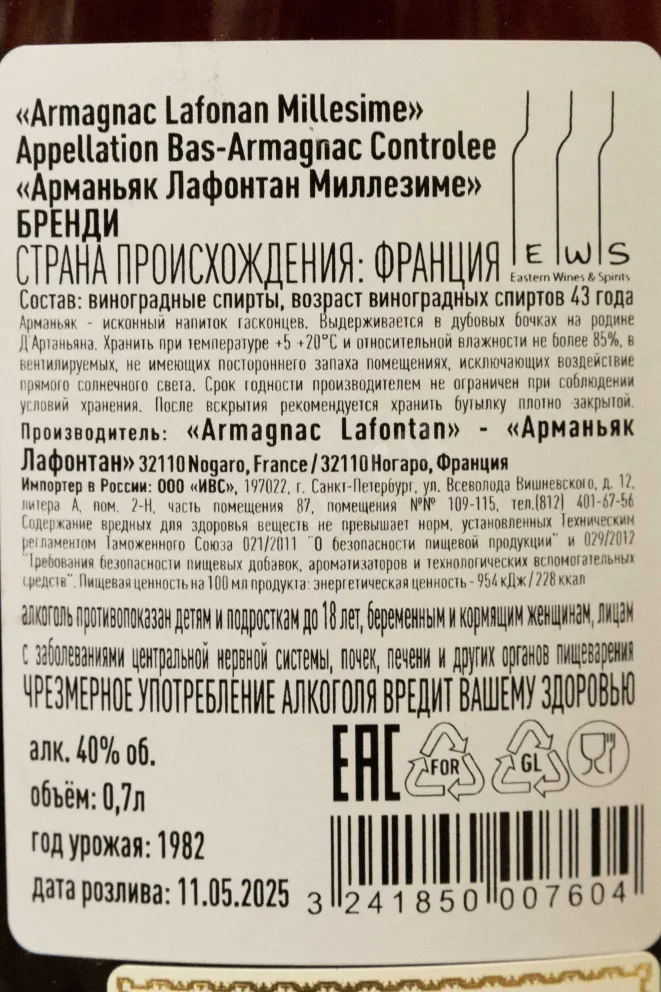 «Armagnac Lafonan Millesime»
Appellation Bas-Armagnac Controlee
«Арманьяк Лафонтан Миллезиме»
БРЕНДИ
СТРАНА ПРОИСХОЖДЕНИЯ: ФРАНЦИЯ
E W S
Eastern Wines & Spirits
Состав: виноградные спирты, возраст виноградных спиртов 43 года
Арманьяк - исконный напиток гасконцев. Выдерживается в дубовых бочках на родине
Д'Артаньяна. Хранить при температуре +5 +20°С и относительной влажности не более 85%, в
вентилируемых, не имеющих постороннего запаха помещениях, исключающих воздействие
прямого солнечного света. Срок годности производителем не ограничен при соблюдении
условий хранения. После вскрытия рекомендуется хранить бутылку плотно закрытой.
Производитель: «Armagnac Lafontan» - «Арманьяк
Лафонтан» 32110 Nogaro, France / 32110 Ногаро, Франция
Импортер в России: ООО «ИВС», 197022, г. Санкт-Петербург, ул. Всеволода Вишневского, д. 12,
литера А, пом. 2-Н, часть помещения 87, помещения №№ 109-115, тел.(812) 401-67-56
Содержание вредных для здоровья веществ не превышает норм, установленных Техническим
регламентом Таможенного Союза 021/2011 "О безопасности пищевой продукции" и 029/2012
"Требования безопасности пищевых добавок, ароматизаторов и технологических вспомогательных
средств". Пищевая ценность на 100 мл продукта: энергетическая ценность - 954 кДж / 228 ккал
алкоголь противопоказан детям и подросткам до 18 лет, беременным и кормящим женщинам, лицам
с заболеваниями центральной нервной системы, почек, печени и других органов пищеварения
ЧРЕЗМЕРНОЕ УПОТРЕБЛЕНИЕ АЛКОГОЛЯ ВРЕДИТ ВАШЕМУ ЗДОРОВЬЮ
алк. 40% об.
объём: 0,7л
год урожая: 1982
дата розлива: 11.05.2025
EAC
FOR
GL
3 241850 007604